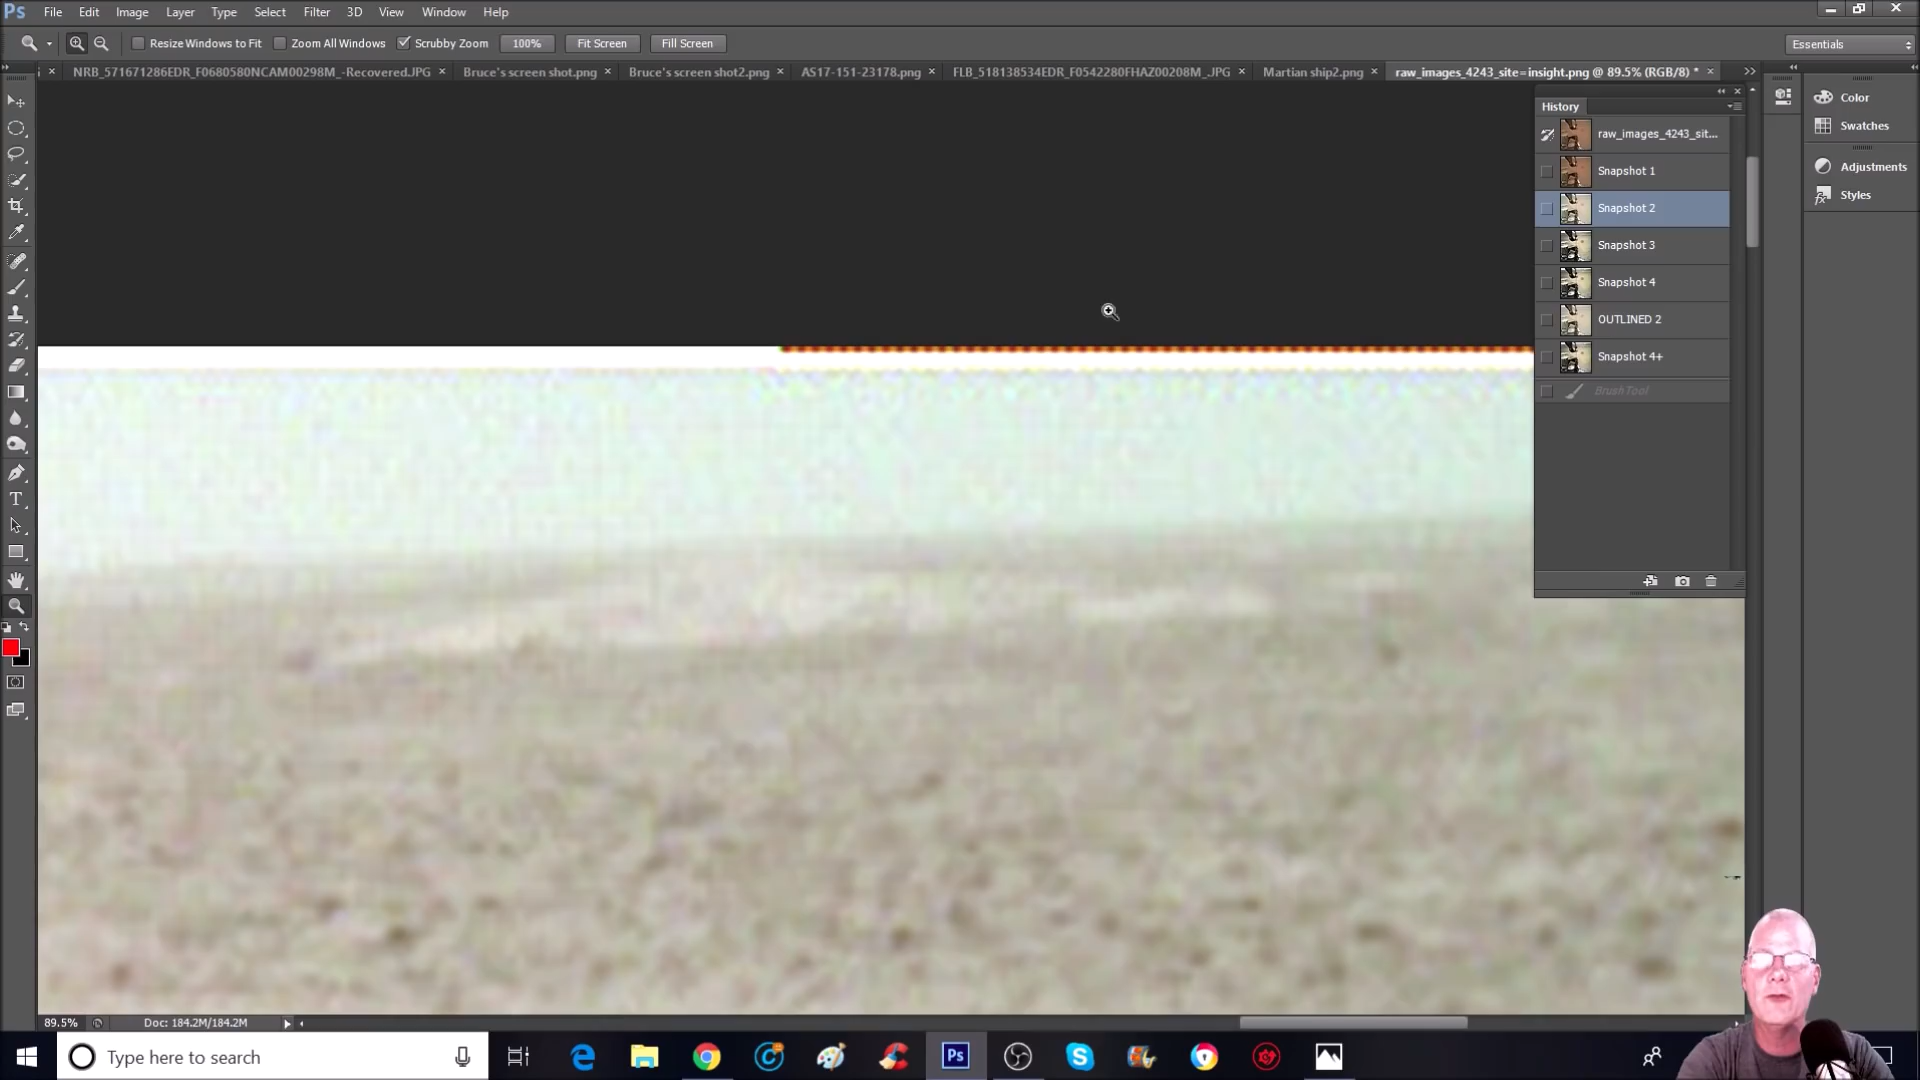 Ps File Edit Image Layer Type Select Filter 3D View Window Help
Resize Windows to Fit Zoom All Windows Scrubby Zoom 100% Fit Screen Fill Screen Essentials
NRB_571671286EDR_F0680580NCAM00298M_-Recovered.JPG × Bruce's screen shot.png × Bruce's screen shot2.png × AS17-151-23178.png × FLB_518138534EDR_F0542280FHAZ00208M_.JPG × Martian ship2.png × raw_images_4243_site=insight.png @ 89.5% (RGB/8) * ×
History
raw_images_4243_sit...
Snapshot 1
Snapshot 2
Snapshot 3
Snapshot 4
OUTLINED 2
Snapshot 4+
Brush Tool
Color
Swatches
Adjustments
Styles
89.5% Doc: 184.2M/184.2M
Type here to search
Ps